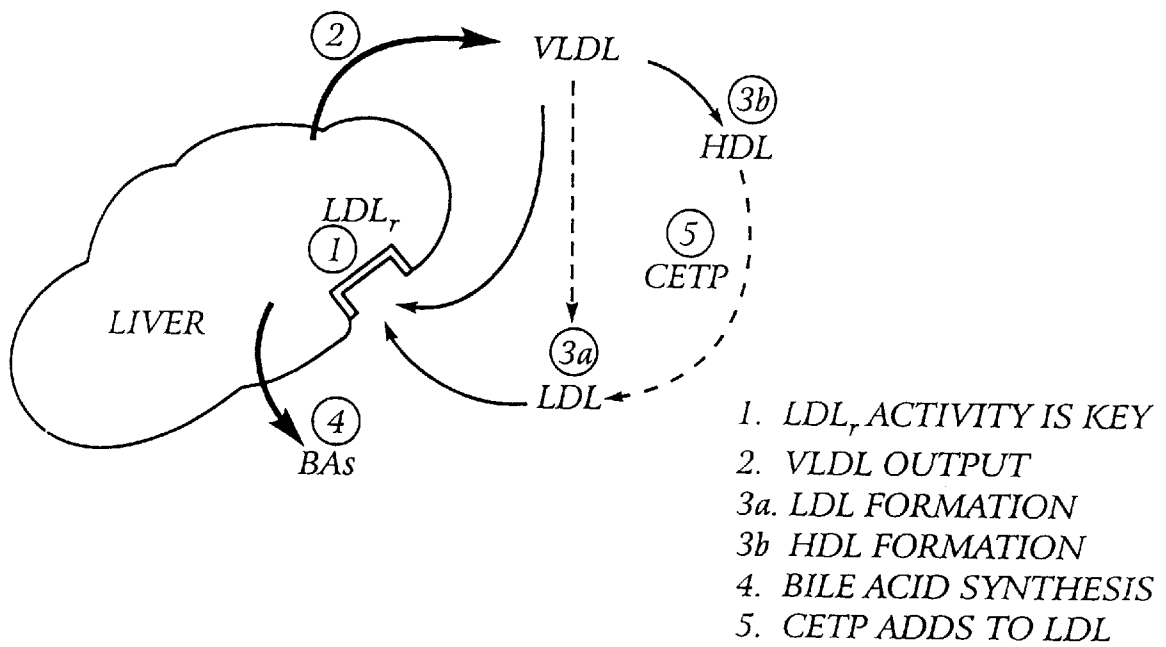 2
VLDL
3b
HDL
LDLr
1
5
CETP
LIVER
3a
LDL
4
BAs
1. LDLr ACTIVITY IS KEY
2. VLDL OUTPUT
3a. LDL FORMATION
3b HDL FORMATION
4. BILE ACID SYNTHESIS
5. CETP ADDS TO LDL